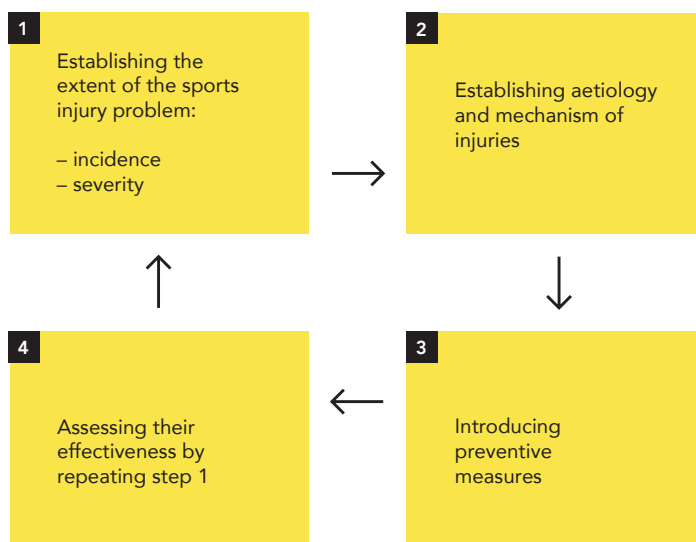 1
Establishing the
extent of the sports
injury problem:
– incidence
– severity
2
Establishing aetiology
and mechanism of
injuries
3
Introducing
preventive
measures
4
Assessing their
effectiveness by
repeating step 1